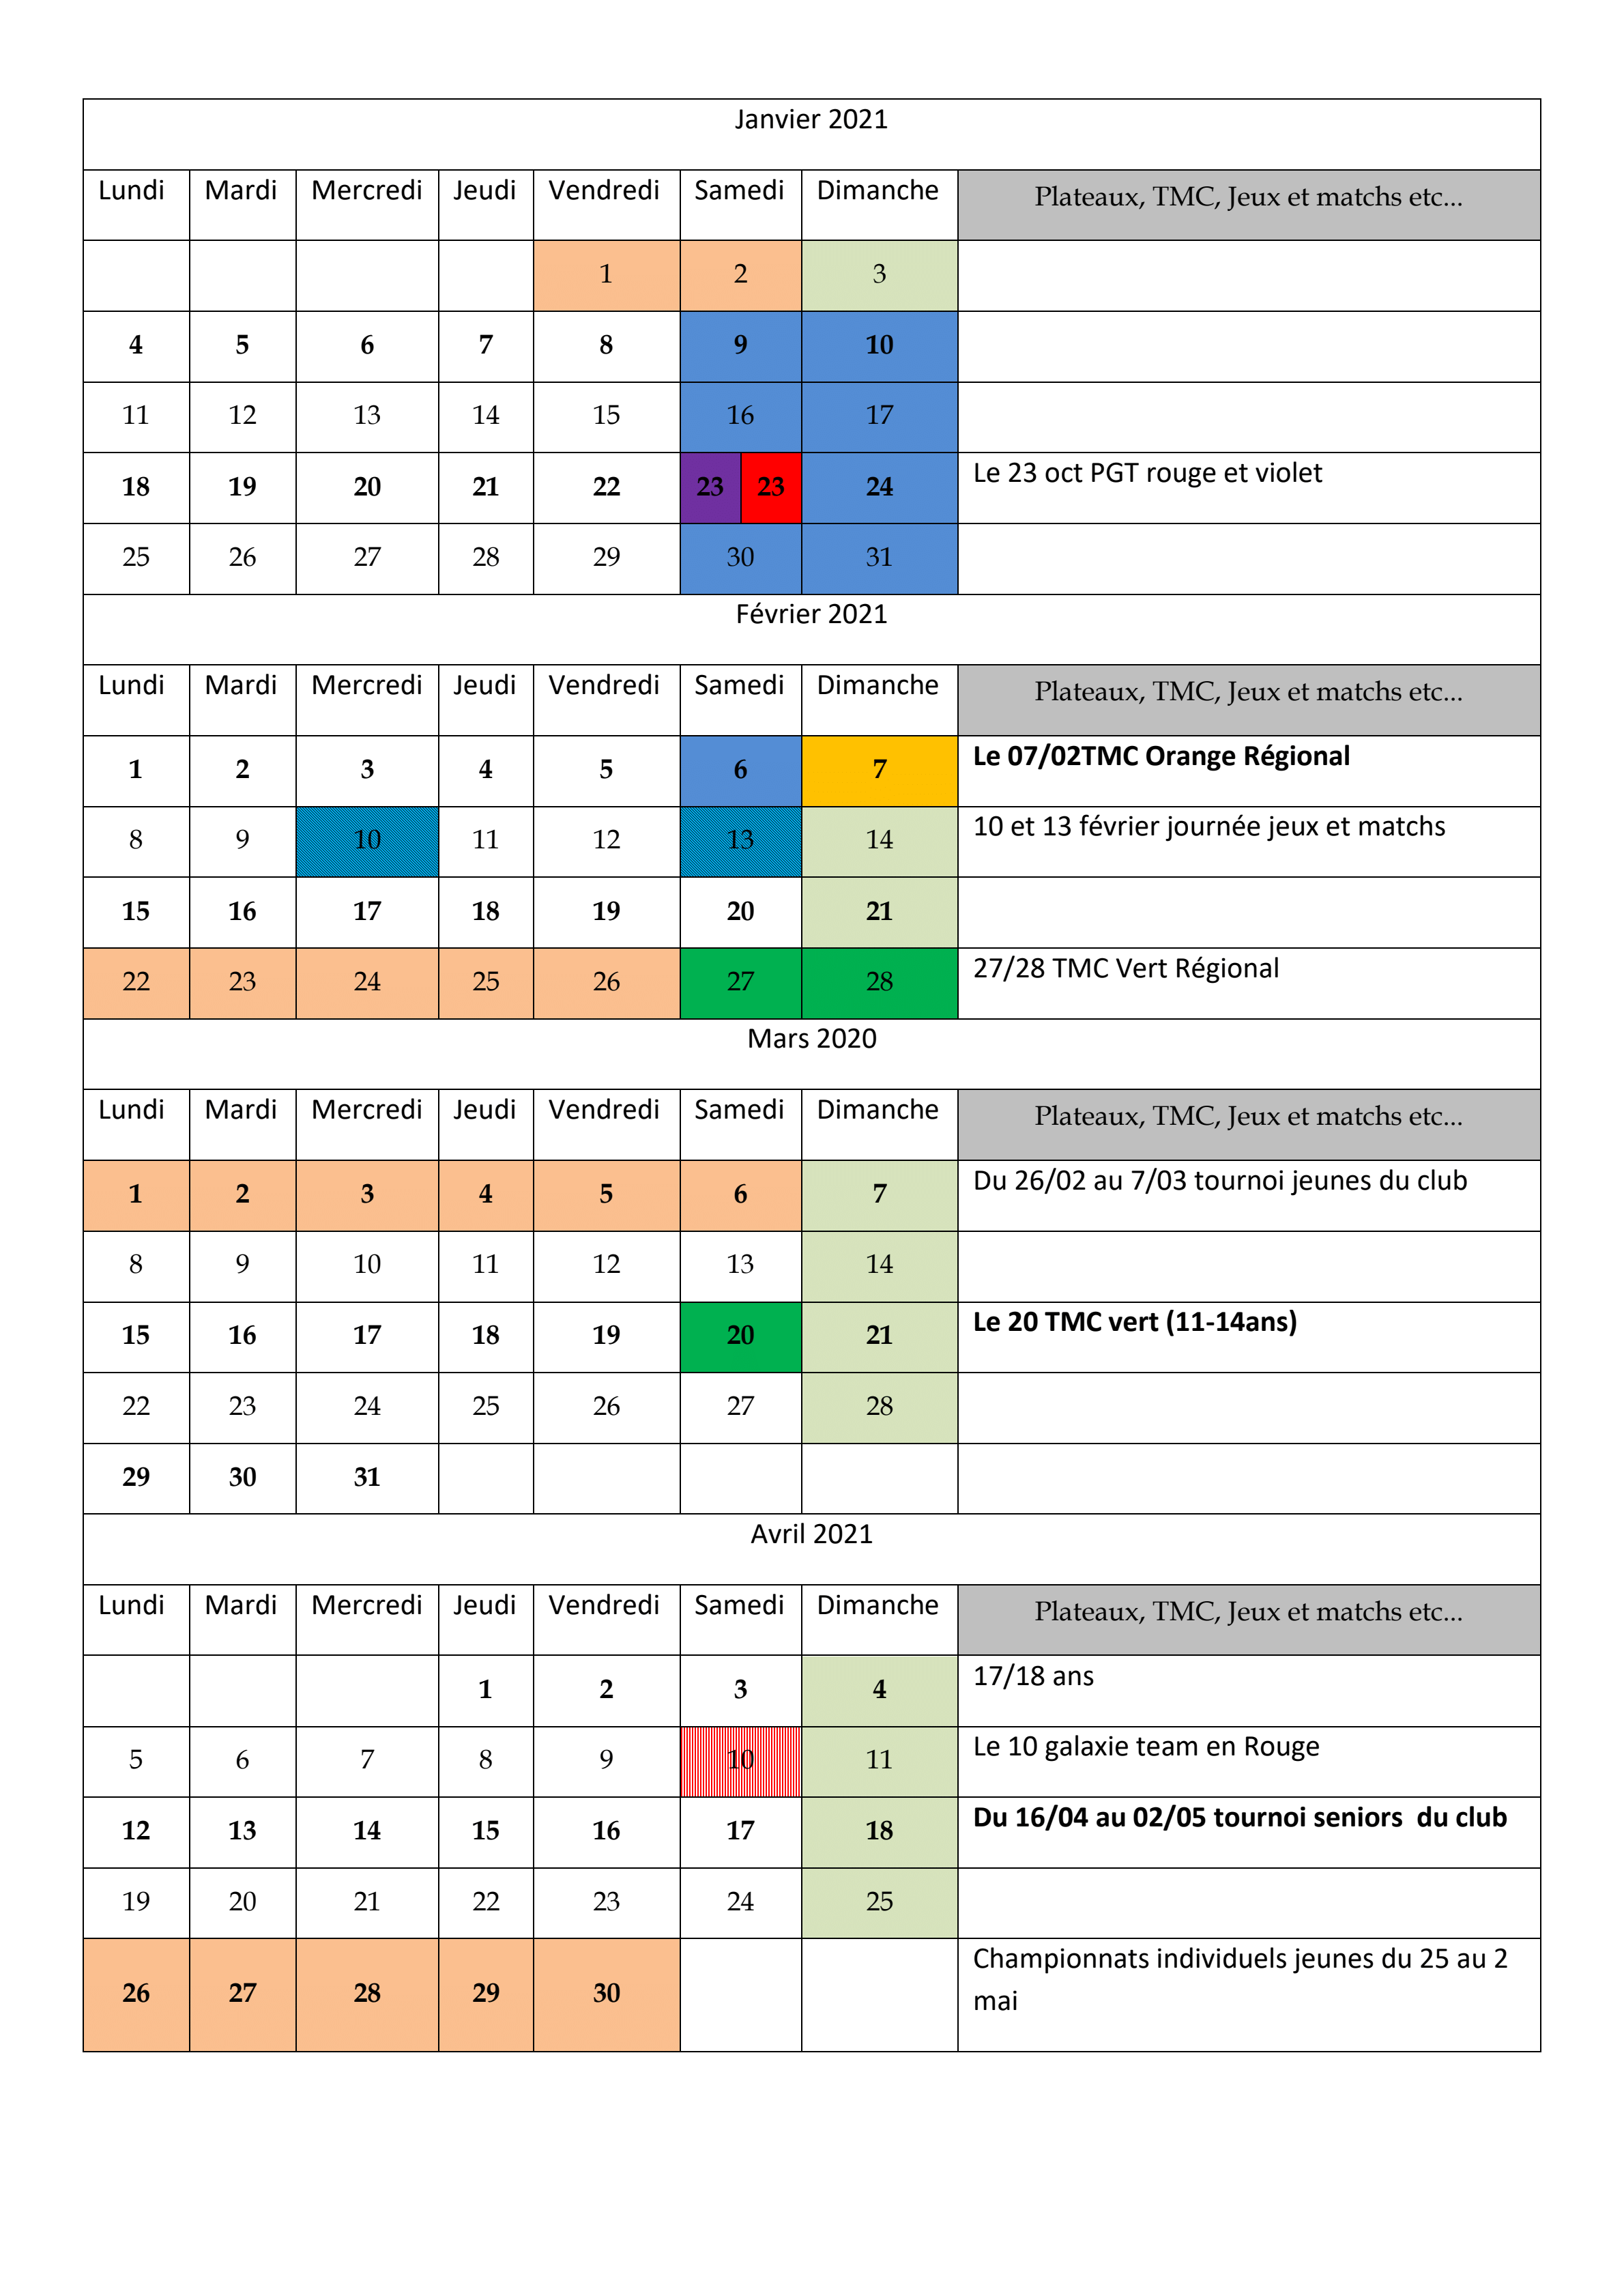 Janvier 2021
Lundi Mardi Mercredi Jeudi Vendredi Samedi Dimanche Plateaux, TMC, Jeux et matchs etc...
1 2 3
4 5 6 7 8 9 10
11 12 13 14 15 16 17
18 19 20 21 22 23 23 24 Le 23 oct PGT rouge et violet
25 26 27 28 29 30 31
Février 2021
Lundi Mardi Mercredi Jeudi Vendredi Samedi Dimanche Plateaux, TMC, Jeux et matchs etc...
1 2 3 4 5 6 7 Le 07/02TMC Orange Régional
8 9 10 11 12 13 14 10 et 13 février journée jeux et matchs
15 16 17 18 19 20 21
22 23 24 25 26 27 28 27/28 TMC Vert Régional
Mars 2020
Lundi Mardi Mercredi Jeudi Vendredi Samedi Dimanche Plateaux, TMC, Jeux et matchs etc...
1 2 3 4 5 6 7 Du 26/02 au 7/03 tournoi jeunes du club
8 9 10 11 12 13 14
15 16 17 18 19 20 21 Le 20 TMC vert (11-14ans)
22 23 24 25 26 27 28
29 30 31
Avril 2021
Lundi Mardi Mercredi Jeudi Vendredi Samedi Dimanche Plateaux, TMC, Jeux et matchs etc...
1 2 3 4 17/18 ans
5 6 7 8 9 10 11 Le 10 galaxie team en Rouge
12 13 14 15 16 17 18 Du 16/04 au 02/05 tournoi seniors du club
19 20 21 22 23 24 25
26 27 28 29 30 Championnats individuels jeunes du 25 au 2
mai